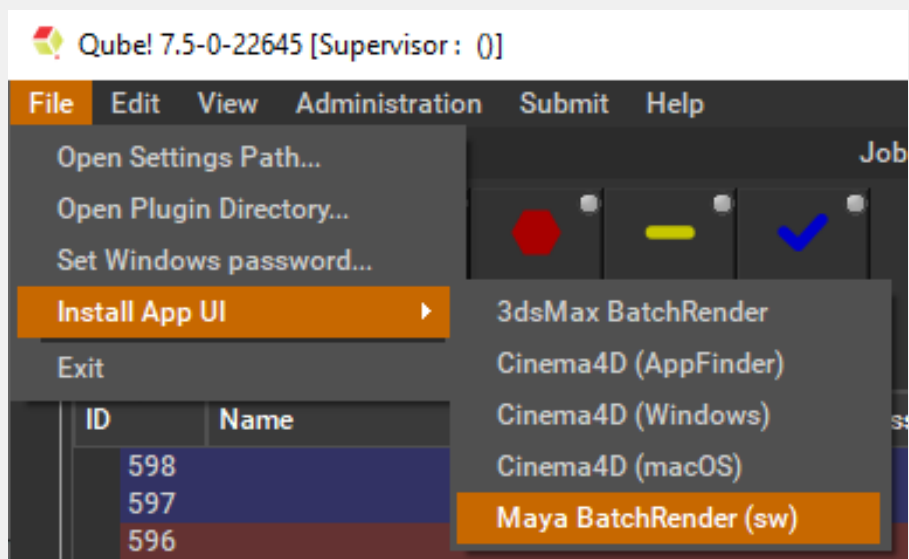 Qube! 7.5-0-22645 [Supervisor : ()]
File Edit View Administration Submit Help
Open Settings Path...
Job
Open Plugin Directory...
Set Windows password...
Install App UI
3dsMax BatchRender
Cinema4D (AppFinder)
Exit
Cinema4D (Windows)
ID Name
Cinema4D (macOS)
598
597
Maya BatchRender (sw)
596